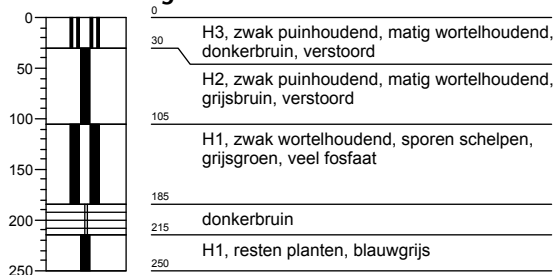 0
50
100
150
200
250
0
H3, zwak puinhoudend, matig wortelhoudend,
donkerbruin, verstoord
30
H2, zwak puinhoudend, matig wortelhoudend,
grijsbruin, verstoord
105
H1, zwak wortelhoudend, sporen schelpen,
grijsgroen, veel fosfaat
185
donkerbruin
215
H1, resten planten, blauwgrijs
250